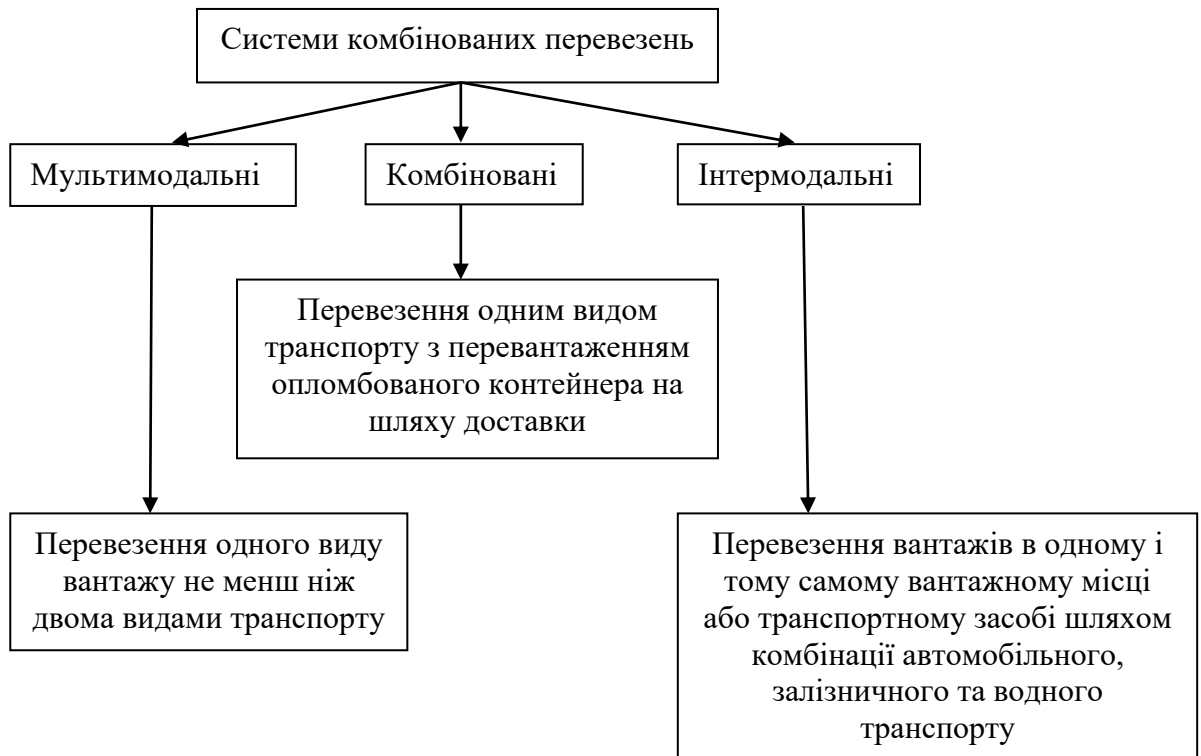 Системи комбінованих перевезень
Мультимодальні
Комбіновані
Інтермодальні
Перевезення одним видом
транспорту з перевантаженням
опломбованого контейнера на
шляху доставки
Перевезення одного виду
вантажу не менш ніж
двома видами транспорту
Перевезення вантажів в одному і
тому самому вантажному місці
або транспортному засобі шляхом
комбінації автомобільного,
залізничного та водного
транспорту